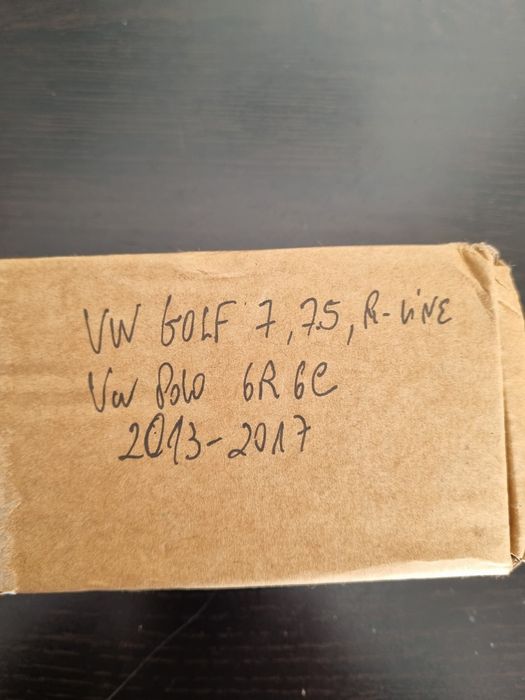 VW GOLF 7, 7.5, R-LiNE
VW Polo 6R 6C
2013-2017